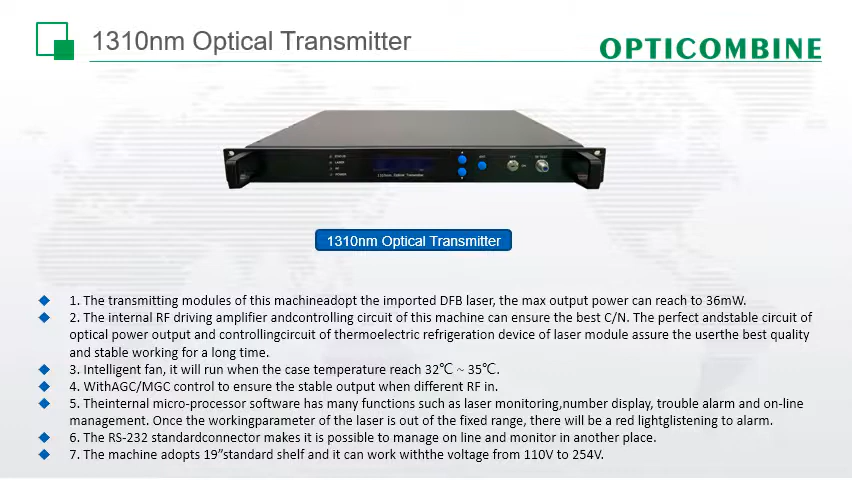 1310nm Optical Transmitter
OPTICOMBINE
LASER
POWER
1310nm Optical Transmitter
1310nm Optical Transmitter
1. The transmitting modules of this machineadopt the imported DFB laser, the max output power can reach to 36mW.
2. The internal RF driving amplifier andcontrolling circuit of this machine can ensure the best C/N. The perfect andstable circuit of
optical power output and controllingcircuit of thermoelectric refrigeration device of laser module assure the userthe best quality
and stable working for a long time.
3. Intelligent fan, it will run when the case temperature reach 32℃ ~ 35℃.
4. WithAGC/MGC control to ensure the stable output when different RF in.
5. Theinternal micro-processor software has many functions such as laser monitoring,number display, trouble alarm and on-line
management. Once the workingparameter of the laser is out of the fixed range, there will be a red lightglistening to alarm.
6. The RS-232 standardconnector makes it is possible to manage on line and monitor in another place.
7. The machine adopts 19”standard shelf and it can work withthe voltage from 110V to 254V.